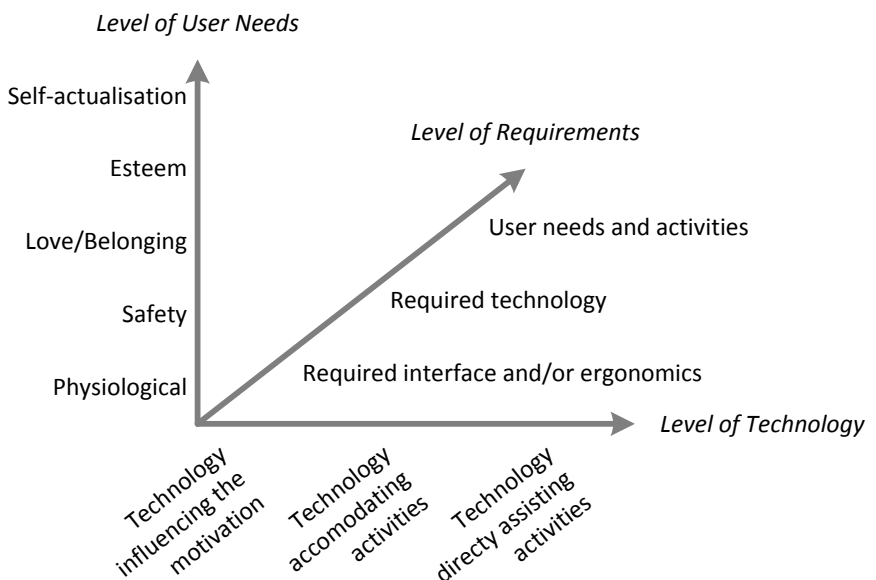 Level of User Needs
Self-actualisation
Level of Requirements
Esteem
User needs and activities
Love/Belonging
Required technology
Safety
Required interface and/or ergonomics
Physiological
Level of Technology
Technology
influencing the
motivation
Technology
accomodating
activities
Technology
directy assisting
activities